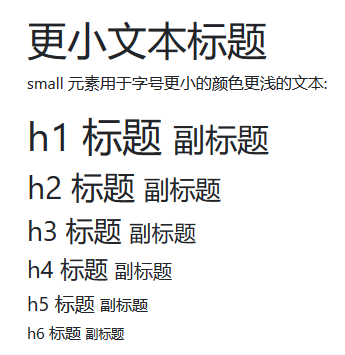 更小文本标题
small 元素用于字号更小的颜色更浅的文本:
h1 标题 副标题
h2 标题 副标题
h3 标题 副标题
h4 标题 副标题
h5 标题 副标题
h6 标题 副标题